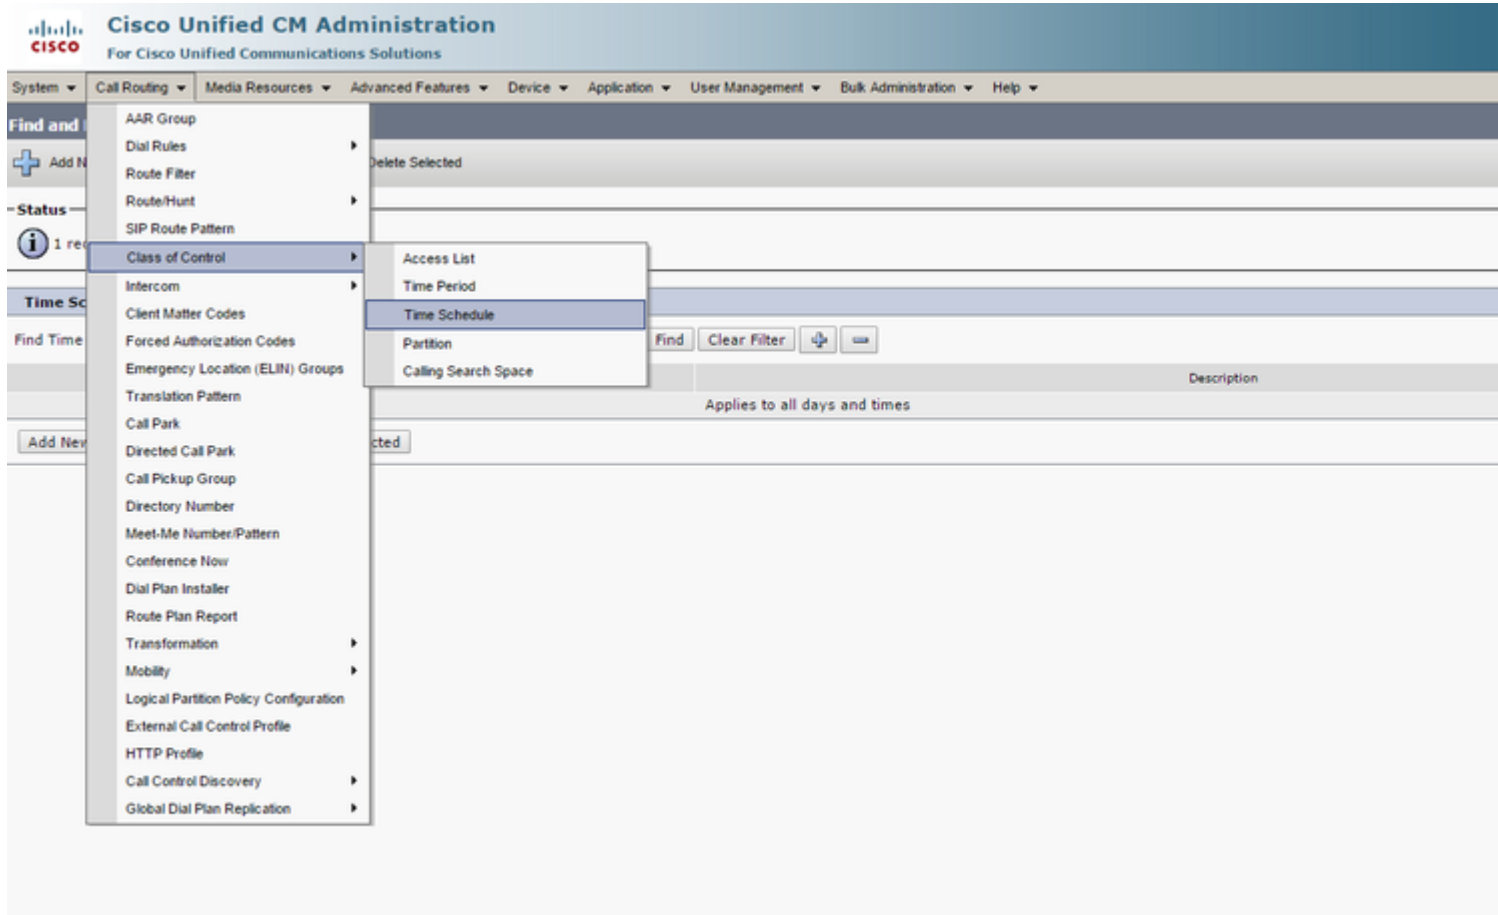 CISCO
Cisco Unified CM Administration
For Cisco Unified Communications Solutions
System Call Routing Media Resources Advanced Features Device Application User Management Bulk Administration Help
Find and
Add N
Delete Selected
Status
1 rec
Time Sc
Find Time
Find Clear Filter
Description
Applies to all days and times
Add New
cted
AAR Group
Dial Rules
Route Filter
Route/Hunt
SIP Route Pattern
Class of Control
Intercom
Client Matter Codes
Forced Authorization Codes
Emergency Location (ELIN) Groups
Translation Pattern
Call Park
Directed Call Park
Call Pickup Group
Directory Number
Meet-Me Number/Pattern
Conference Now
Dial Plan Installer
Route Plan Report
Transformation
Mobility
Logical Partition Policy Configuration
External Call Control Profile
HTTP Profile
Call Control Discovery
Global Dial Plan Replication
Access List
Time Period
Time Schedule
Partition
Calling Search Space